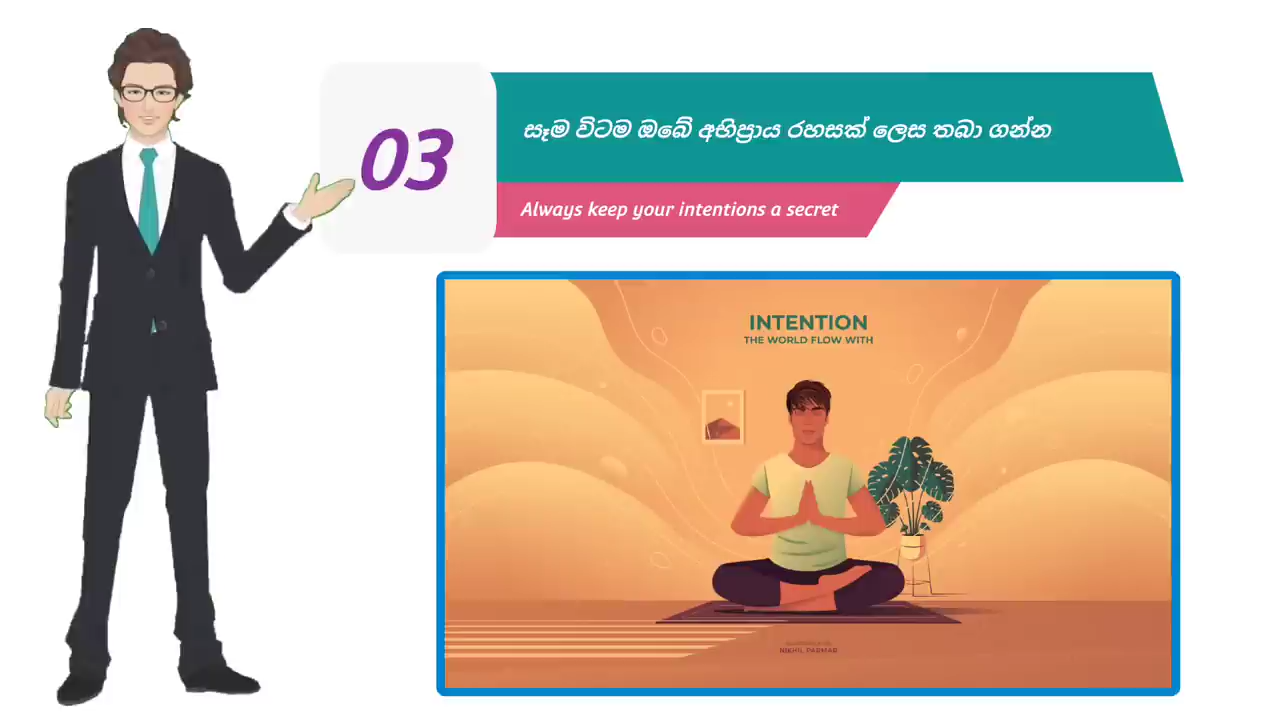 03
සෑම විටම ඔබේ අභිප්‍රාය රහසක් ලෙස තබා ගන්න
Always keep your intentions a secret
INTENTION
THE WORLD FLOW WITH
NIKHIL PARMAR